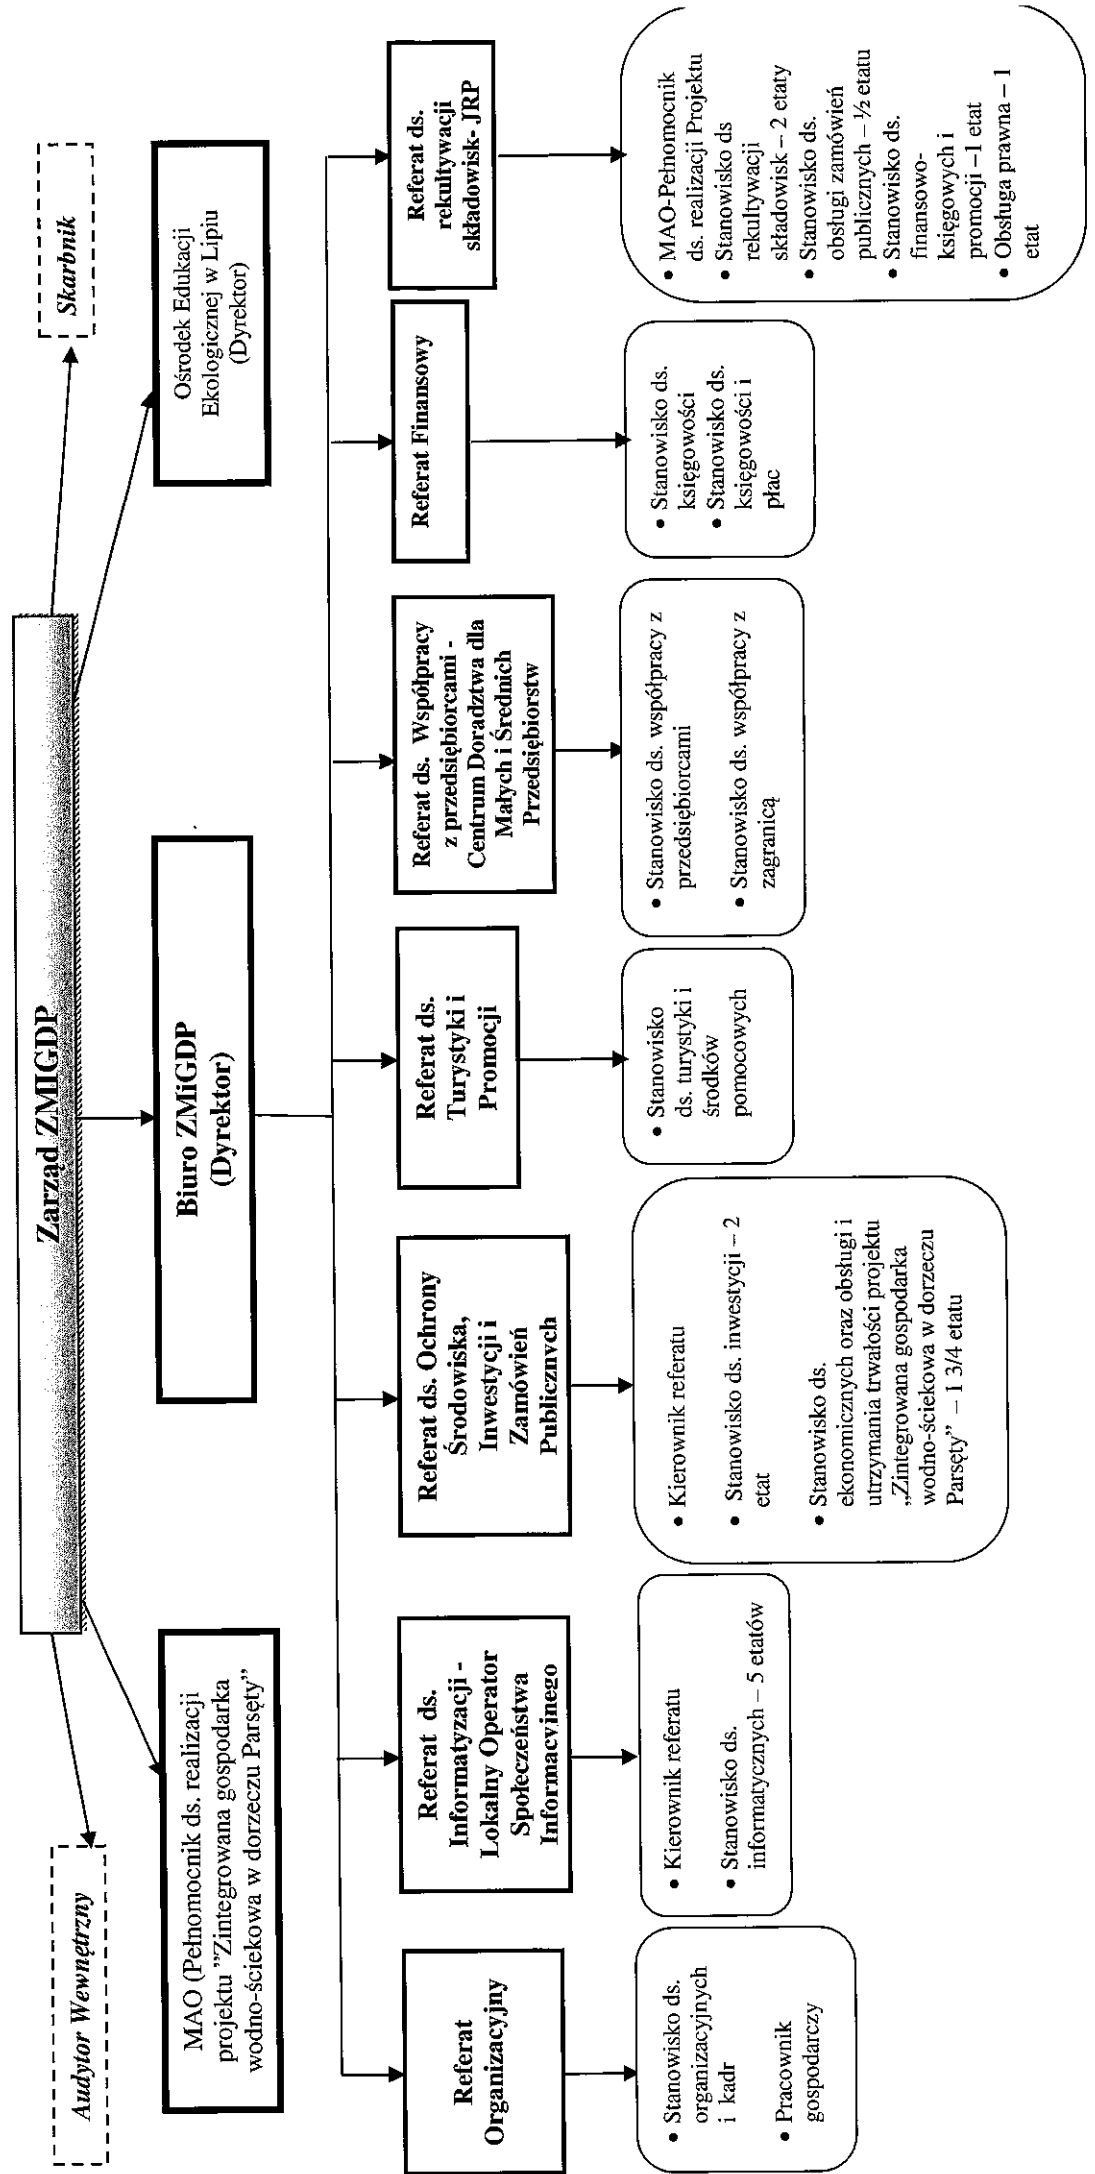 Zarząd ZMIGDP
Audytor Wewnętrzny
Skarbnik
MAO (Pełnomocnik ds. realizacji
projektu ”Zintegrowana gospodarka
wodno-ściekowa w dorzeczu Parsęty”
Biuro ZMiGDP
(Dyrektor)
Ośrodek Edukacji
Ekologicznej w Lipiu
(Dyrektor)
Referat
Organizacyjny
Referat ds.
Informatyzacji -
Lokalny Operator
Społeczeństwa
Informacyjnego
Referat ds. Ochrony
Środowiska,
Inwestycji i
Zamówień
Publicznych
Referat ds.
Turystyki i
Promocji
Referat ds. Współpracy
z przedsiębiorcami -
Centrum Doradztwa dla
Małych i Średnich
Przedsiębiorstw
Referat Finansowy
Referat ds.
rekultywacji
składowisk- JRP
• Stanowisko ds.
organizacyjnych
i kadr
• Pracownik
gospodarczy
• Kierownik referatu
• Stanowisko ds.
informatycznych – 5 etatów
• Kierownik referatu
• Stanowisko ds. inwestycji – 2
etat
• Stanowisko ds.
ekonomicznych oraz obsługi i
utrzymania trwałości projektu
„Zintegrowana gospodarka
wodno-ściekowa w dorzeczu
Parsęty” – 1 3/4 etatu
• Stanowisko
ds. turystyki i
środków
pomocowych
• Stanowisko ds. współpracy z
przedsiębiorcami
• Stanowisko ds. współpracy z
zagranicą
• Stanowisko ds.
księgowości
• Stanowisko ds.
księgowości i
płac
• MAO-Pełnomocnik
ds. realizacji Projektu
• Stanowisko ds
rekultywacji
składowisk – 2 etaty
• Stanowisko ds.
obsługi zamówień
publicznych – ½ etatu
• Stanowisko ds.
finansowo-
księgowych i
promocji –1 etat
• Obsługa prawna – 1
etat